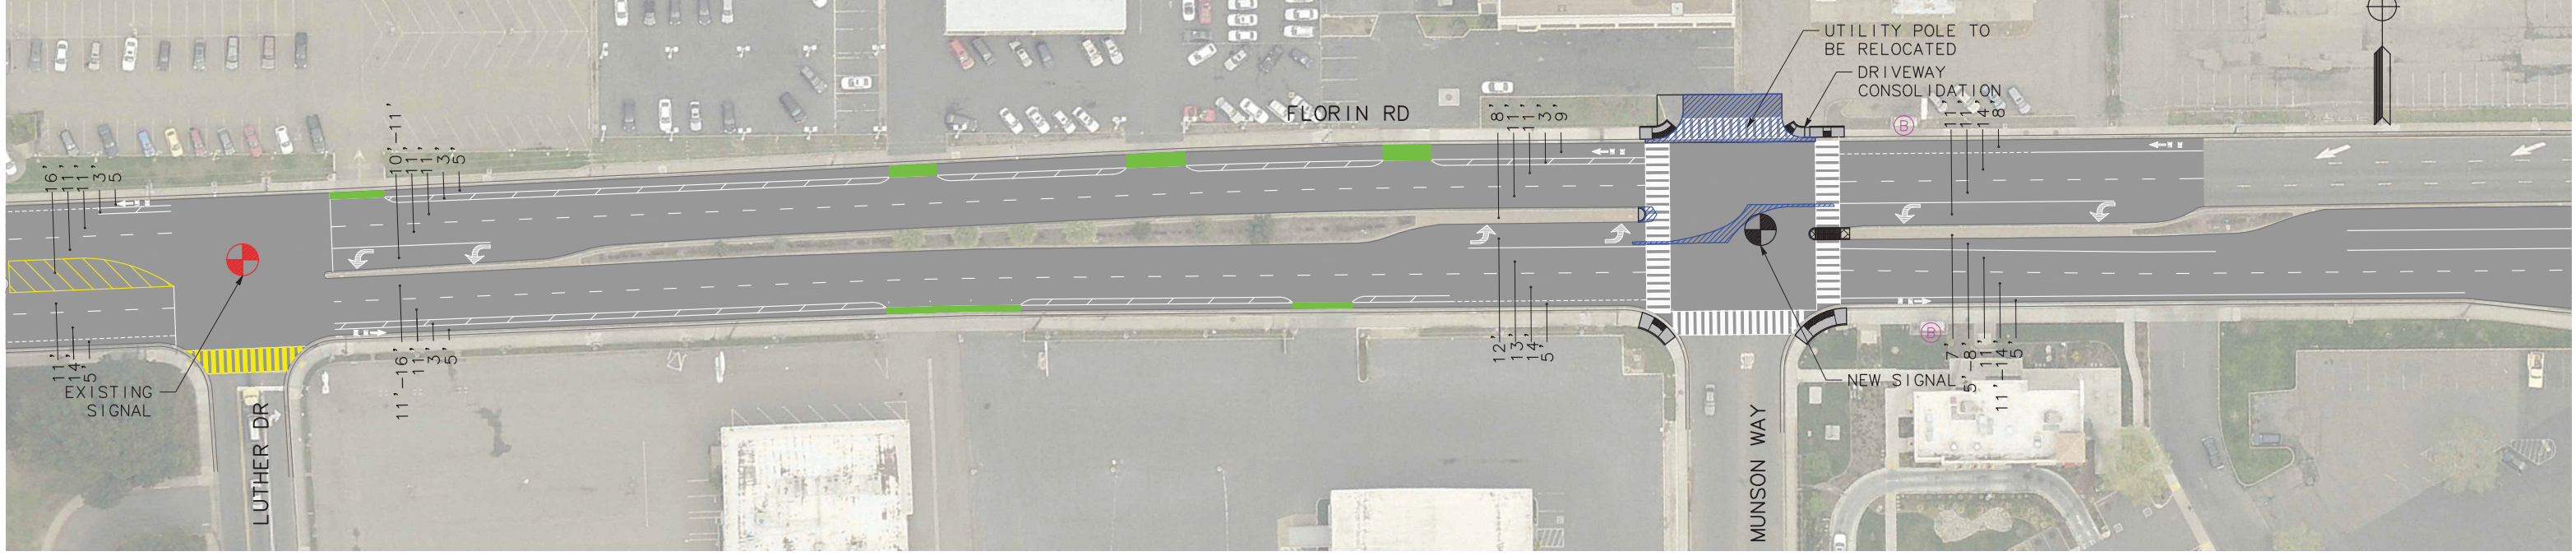 UTILITY POLE TO
BE RELOCATED
DRIVEWAY
CONSOLIDATION
FLORIN RD
16'
11'
11'
3'
5'
10'-11'
11'
11'
3'
5'
8'
11'
11'
3'
9'
11'
11'
14'
8'
B
11'
14'
5'
EXISTING
SIGNAL
11'-16'
11'
3'
5'
12'
13'
14'
5'
B
7'
5'-8'
11'
11'-14'
5'
NEW SIGNAL
LUTHER DR
MUNSON WAY